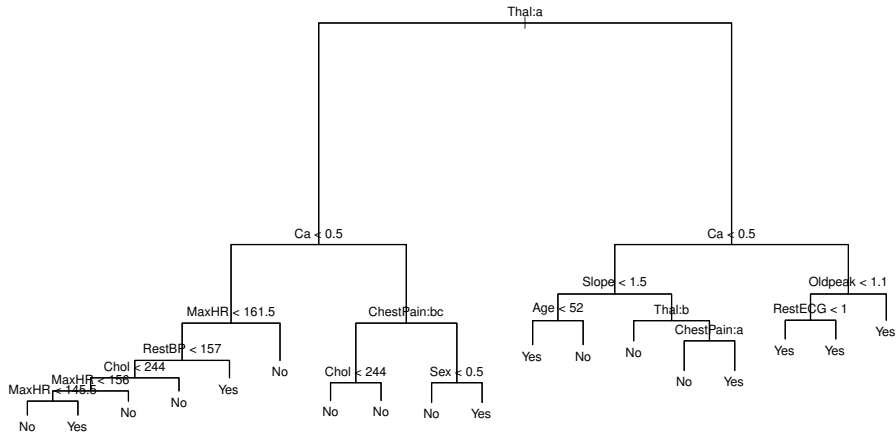 Thal:a
Ca < 0.5
Ca < 0.5
Slope < 1.5
Oldpeak < 1.1
MaxHR < 161.5
ChestPain:bc
Age < 52
Thal:b
RestECG < 1
ChestPain:a
Yes
RestBP < 157
Yes
No
No
Yes
Yes
Chol < 244
No
Chol < 244
Sex < 0.5
No
Yes
MaxHR < 156
MaxHR < 145.5
Yes
No
No
No
No
No
Yes
No
Yes